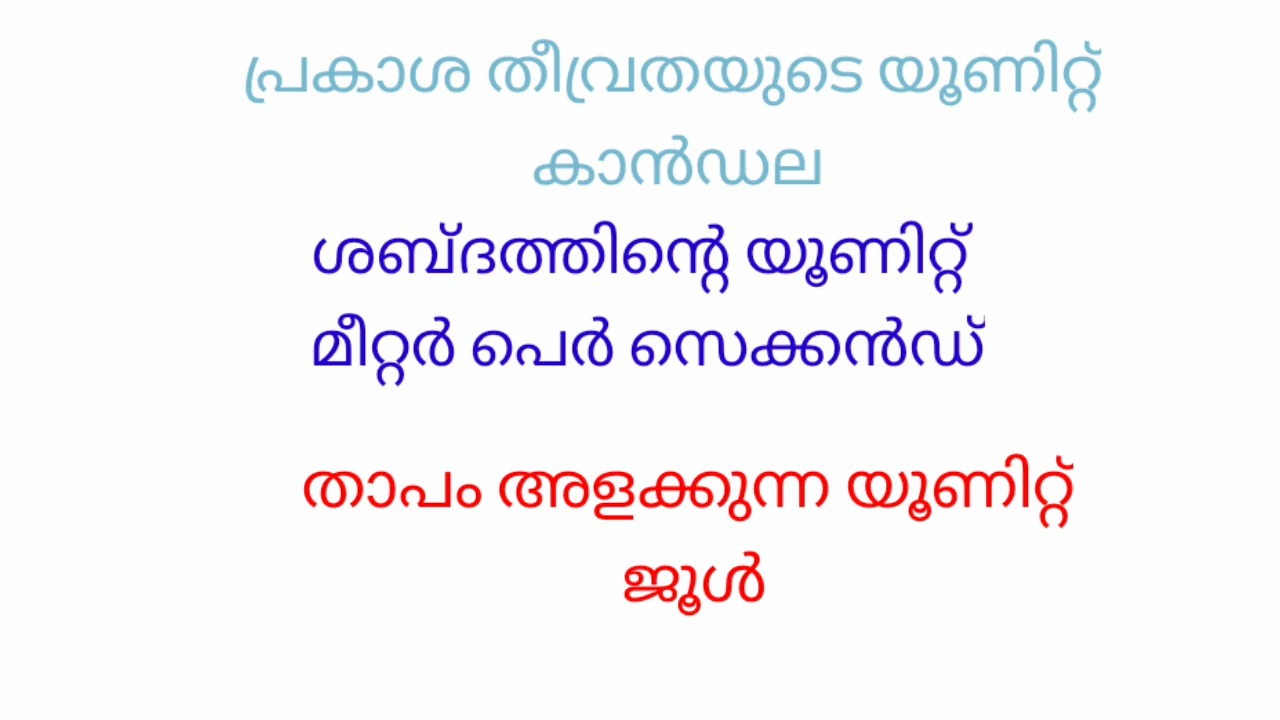 പ്രകാശ തീവ്രതയുടെ യൂണിറ്റ്
കാൻഡല
ശബ്ദത്തിന്റെ യൂണിറ്റ്
മീറ്റർ പെർ സെക്കൻഡ്
താപം അളക്കുന്ന യൂണിറ്റ്
ജൂൾ